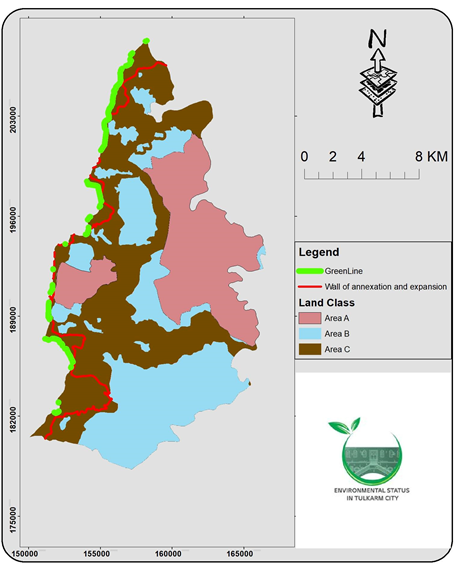 N
0 2 4 8 KM
203000
196000
189000
182000
175000
150000 155000 160000 165000
Legend
GreenLine
Wall of annexation and expansion
Land Class
Area A
Area B
Area C
ENVIRONMENTAL STATUS
IN TULKARM CITY